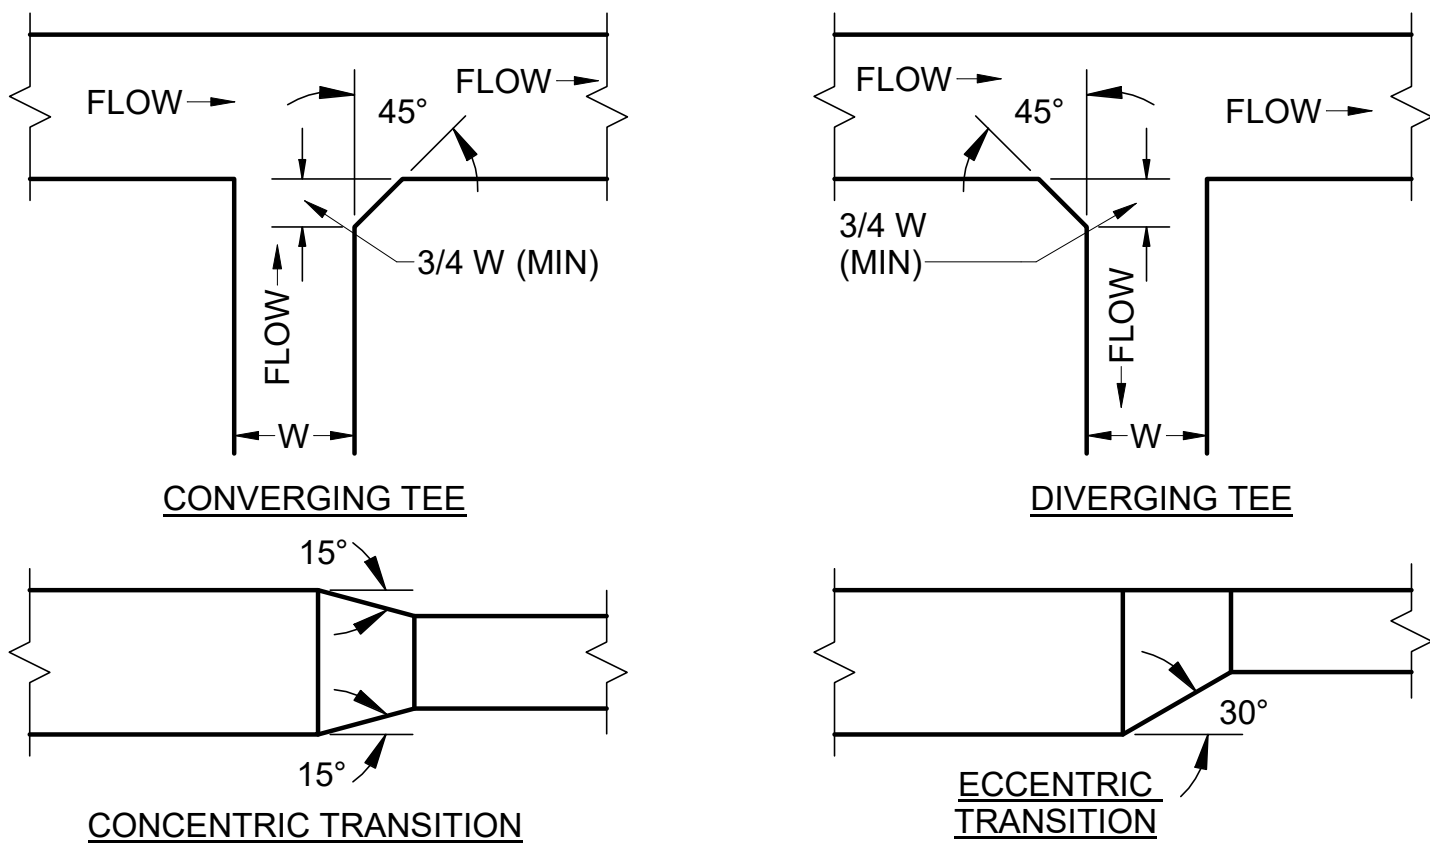 FLOW
FLOW
45°
3/4 W (MIN)
FLOW
W
CONVERGING TEE
FLOW
FLOW
45°
3/4 W
(MIN)
FLOW
W
DIVERGING TEE
15°
15°
CONCENTRIC TRANSITION
30°
ECCENTRIC
TRANSITION